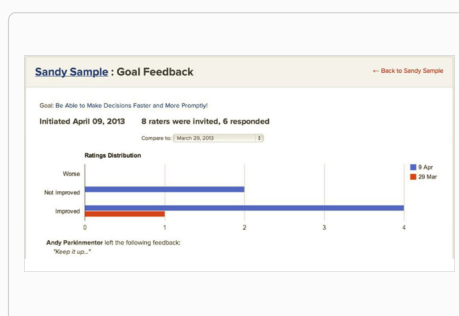 Sandy Sample : Goal Feedback
← Back to Sandy Sample
Goal: Be Able to Make Decisions Faster and More Promptly!
Initiated April 09, 2013 8 raters were invited, 6 responded
Compare to: March 29, 2013
Ratings Distribution
Worse
Not Improved
Improved
0 1 2 3 4
9 Apr
29 Mar
Andy Parkinmentor left the following feedback:
"Keep it up..."